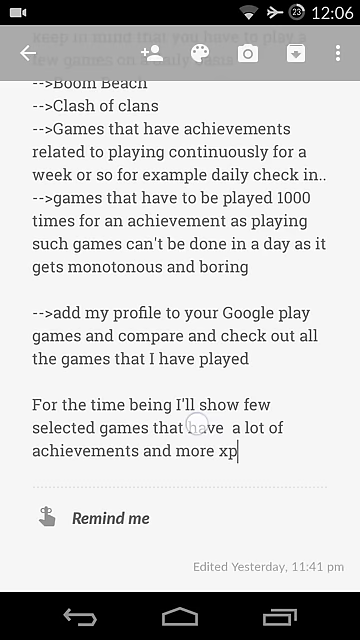 23
12:06
keep in mind that you have to play a
few games on a daily basis
-->Boom Beach
-->Clash of clans
-->Games that have achievements
related to playing continuously for a
week or so for example daily check in..
-->games that have to be played 1000
times for an achievement as playing
such games can't be done in a day as it
gets monotonous and boring
-->add my profile to your Google play
games and compare and check out all
the games that I have played
For the time being I'll show few
selected games that have  a lot of
achievements and more xp
Remind me
Edited Yesterday, 11:41 pm